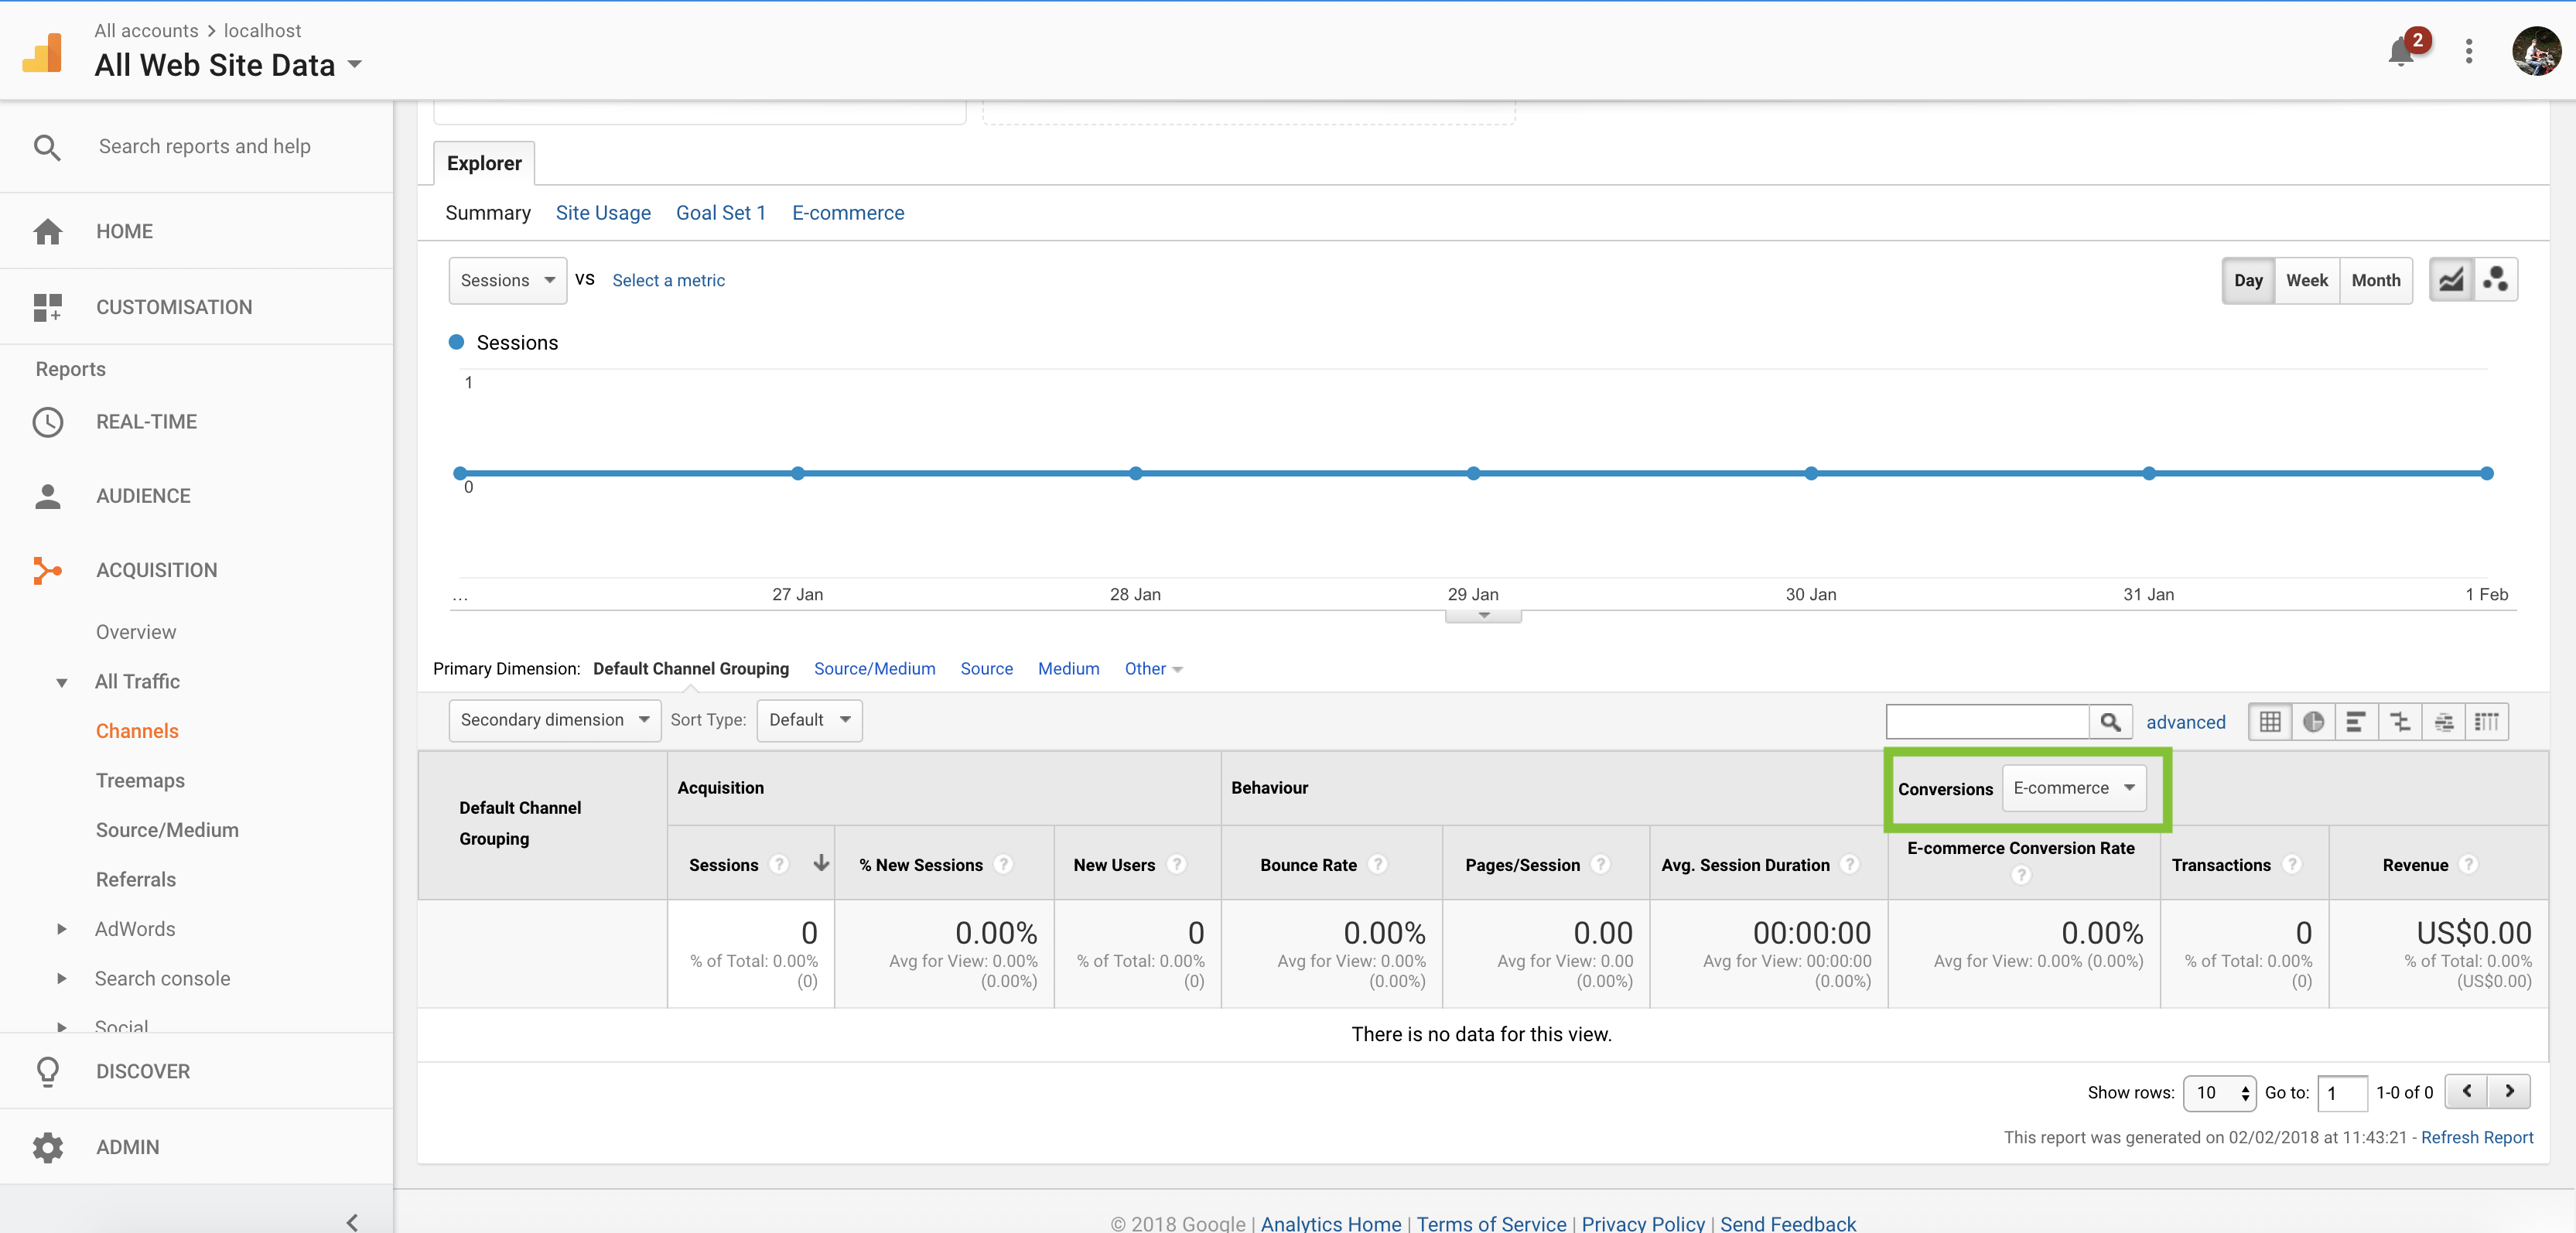 All accounts > localhost
All Web Site Data
2
Search reports and help
HOME
CUSTOMISATION
Reports
REAL-TIME
AUDIENCE
ACQUISITION
Overview
All Traffic
Channels
Treemaps
Source/Medium
Referrals
AdWords
Search console
Social
DISCOVER
ADMIN
Explorer
Summary Site Usage Goal Set 1 E-commerce
Sessions VS Select a metric
Day Week Month
Sessions
1
0
... 27 Jan 28 Jan 29 Jan 30 Jan 31 Jan 1 Feb
Primary Dimension: Default Channel Grouping Source/Medium Source Medium Other
Secondary dimension Sort Type: Default
advanced
Default Channel
Grouping
Acquisition Behaviour Conversions E-commerce
Sessions ? % New Sessions ? New Users ? Bounce Rate ? Pages/Session ? Avg. Session Duration ? E-commerce Conversion Rate ? Transactions ? Revenue ?
0 0.00% 0 0.00% 0.00 00:00:00 0.00% 0 US$0.00
% of Total: 0.00% Avg for View: 0.00% % of Total: 0.00% Avg for View: 0.00% Avg for View: 0.00 Avg for View: 00:00:00 Avg for View: 0.00% (0.00%) % of Total: 0.00% % of Total: 0.00%
(0) (0.00%) (0) (0.00%) (0.00%) (0.00%) (0) (US$0.00)
There is no data for this view.
Show rows: 10 Go to: 1 1-0 of 0
This report was generated on 02/02/2018 at 11:43:21 - Refresh Report
© 2018 Google | Analytics Home | Terms of Service | Privacy Policy | Send Feedback